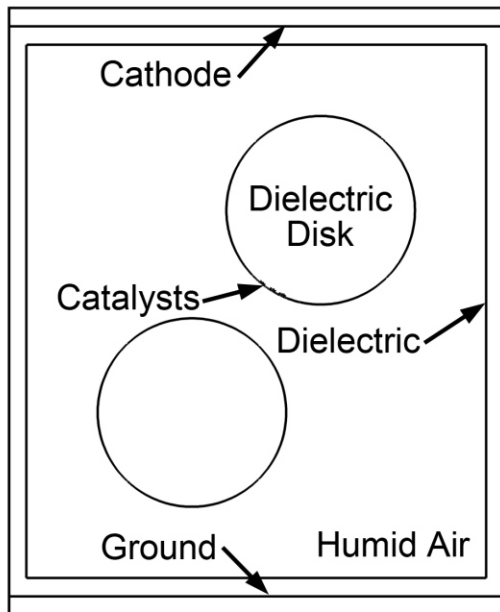 Cathode
Dielectric
Disk
Catalysts
Dielectric
Ground
Humid Air